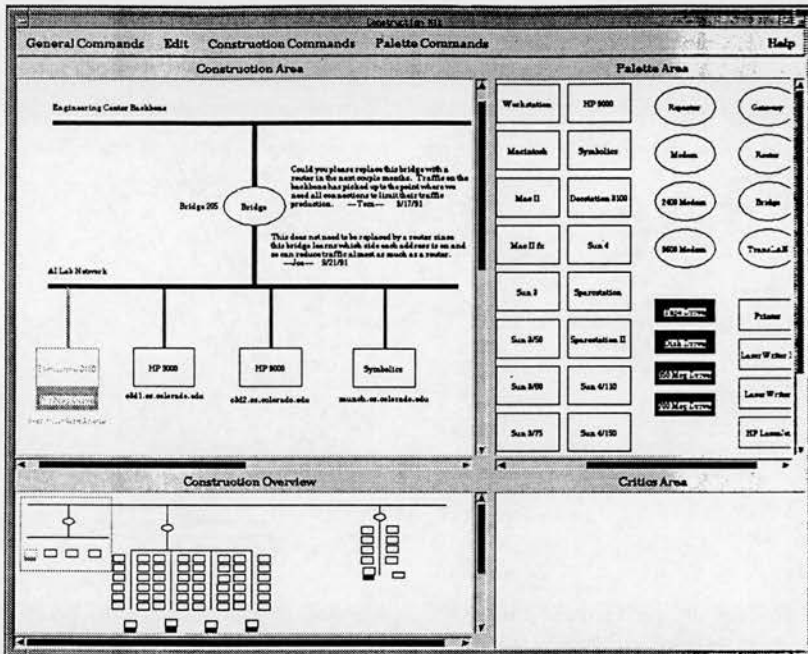 Construction Kit
General Commands Edit Construction Commands Palette Commands Help
Construction Area
Engineering Center Backbone
Could you please replace this bridge with a
router in the next couple months. Traffic on the
backbone has picked up to the point where we
need all connections to limit their traffic
production. —Tom— 8/17/91
Bridge 205
Bridge
This does not need to be replaced by a router since
this bridge learns which side each address is on and
so can reduce traffic almost as much as a router.
—Joe— 9/21/91
AI Lab Network
HP 9000
HP 9000
Symbolics
cbd1.cs.colorado.edu
cbd2.cs.colorado.edu
munch.cs.colorado.edu
Palette Area
Workstation HP 9000 Repeater Gateway
Macintosh Symbolics Modem Router
Mac II Decstation 3100 2400 Modem Bridge
Mac II fx Sun 4 9600 Modem TransLAN
Sun 3 Sparcstation
Printer
Sun 3/50 Sparcstation II
Laser Writer
Sun 3/60 Sun 4/110
Laser Writer
Sun 3/75 Sun 4/150
HP
Construction Overview
Critics Area